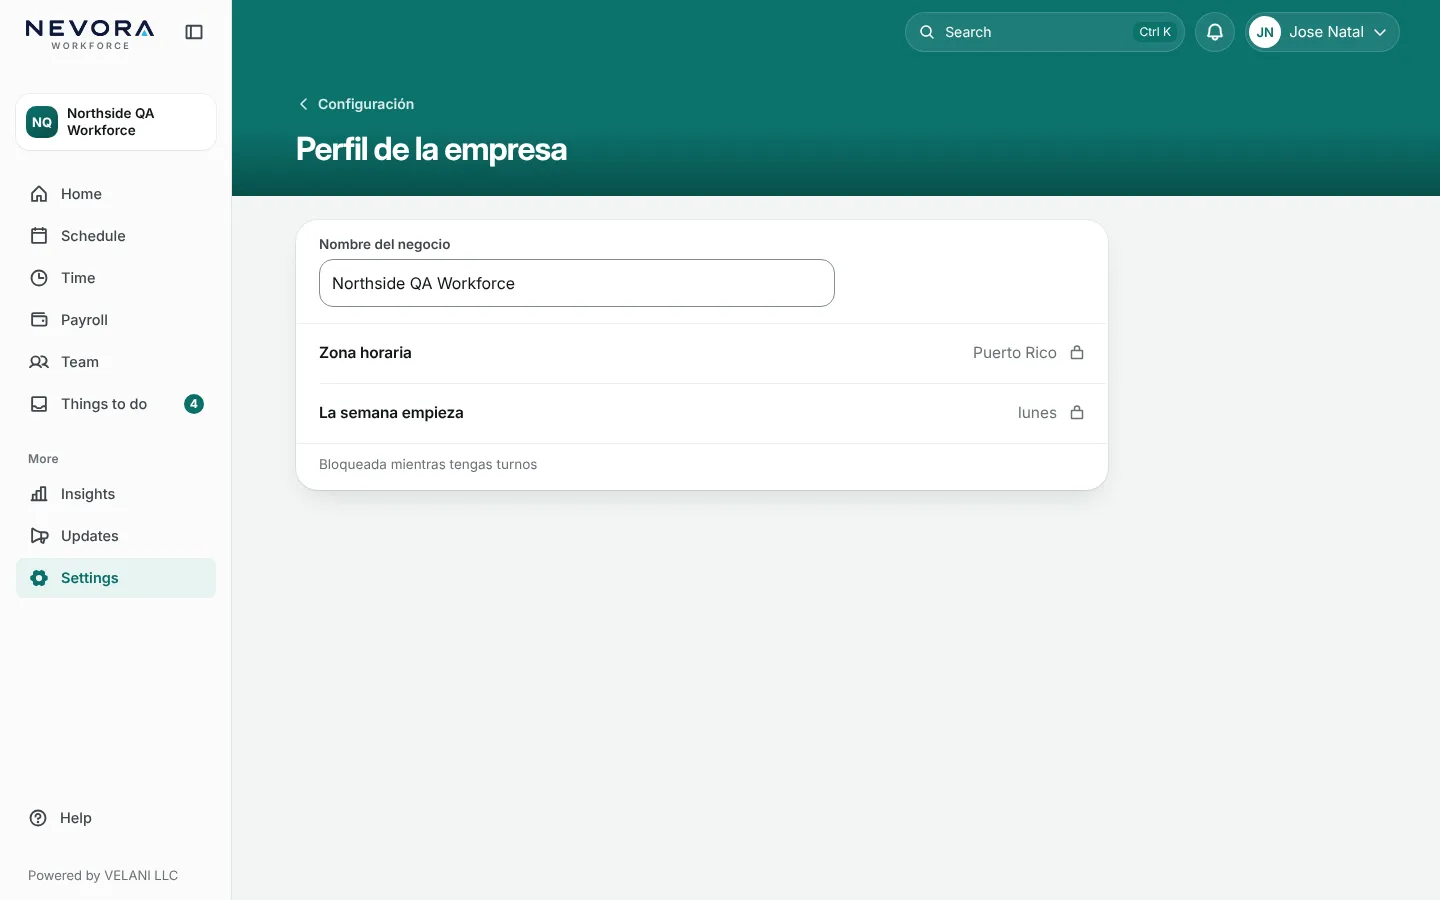 NEVORA
WORKFORCE
Search
Ctrl K
JN
Jose Natal
NQ
Northside QA
Workforce
Home
Schedule
Time
Payroll
Team
Things to do
4
More
Insights
Updates
Settings
Help
Powered by VELANI LLC
Configuración
Perfil de la empresa
Nombre del negocio
Northside QA Workforce
Zona horaria
Puerto Rico
La semana empieza
lunes
Bloqueada mientras tengas turnos